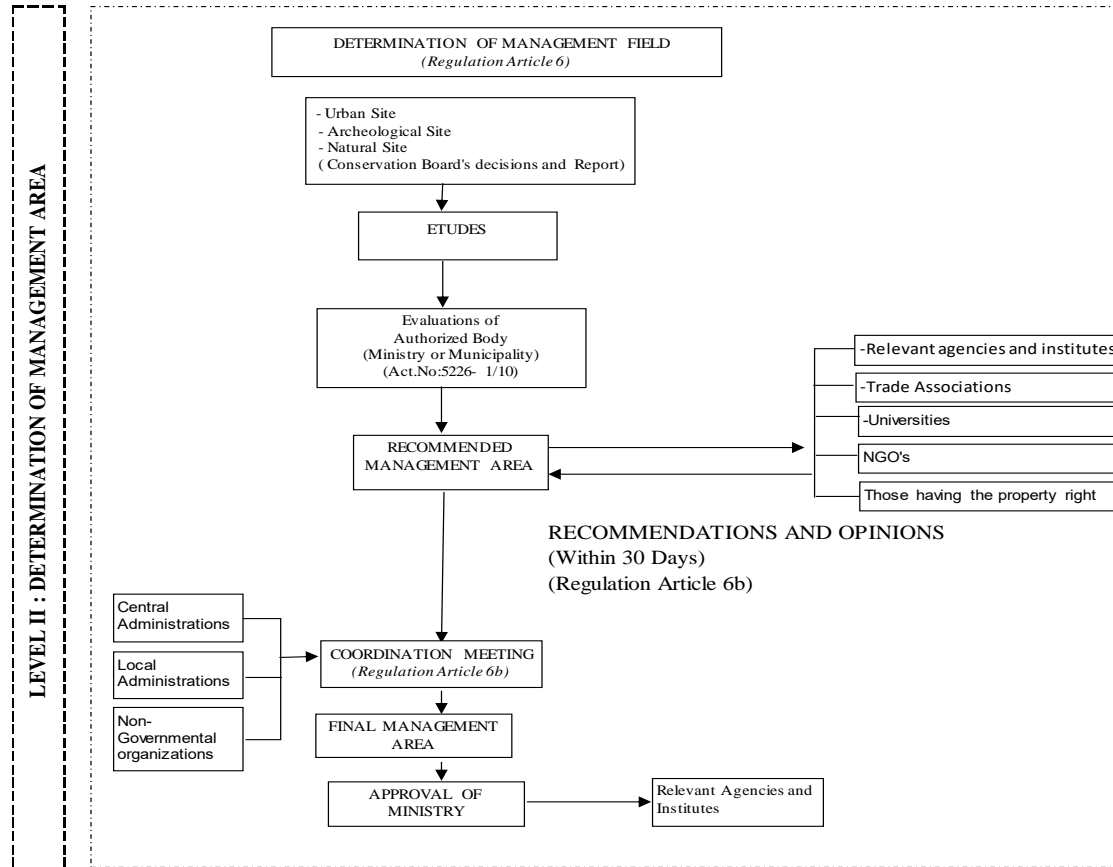 LEVEL II : DETERMINATION OF MANAGEMENT AREA
DETERMINATION OF MANAGEMENT FIELD
(Regulation Article 6)
- Urban Site
- Archeological Site
- Natural Site
( Conservation Board's decisions and Report)
ETUDES
Evaluations of
Authorized Body
(Ministry or Municipality)
(Act.No:5226- 1/10)
RECOMMENDED
MANAGEMENT AREA
-Relevant agencies and institutes
-Trade Associations
-Universities
NGO's
Those having the property right
RECOMMENDATIONS AND OPINIONS
(Within 30 Days)
(Regulation Article 6b)
Central
Administrations
Local
Administrations
Non-
Governmental
organizations
COORDINATION MEETING
(Regulation Article 6b)
FINAL MANAGEMENT
AREA
APPROVAL OF
MINISTRY
Relevant Agencies and
Institutes